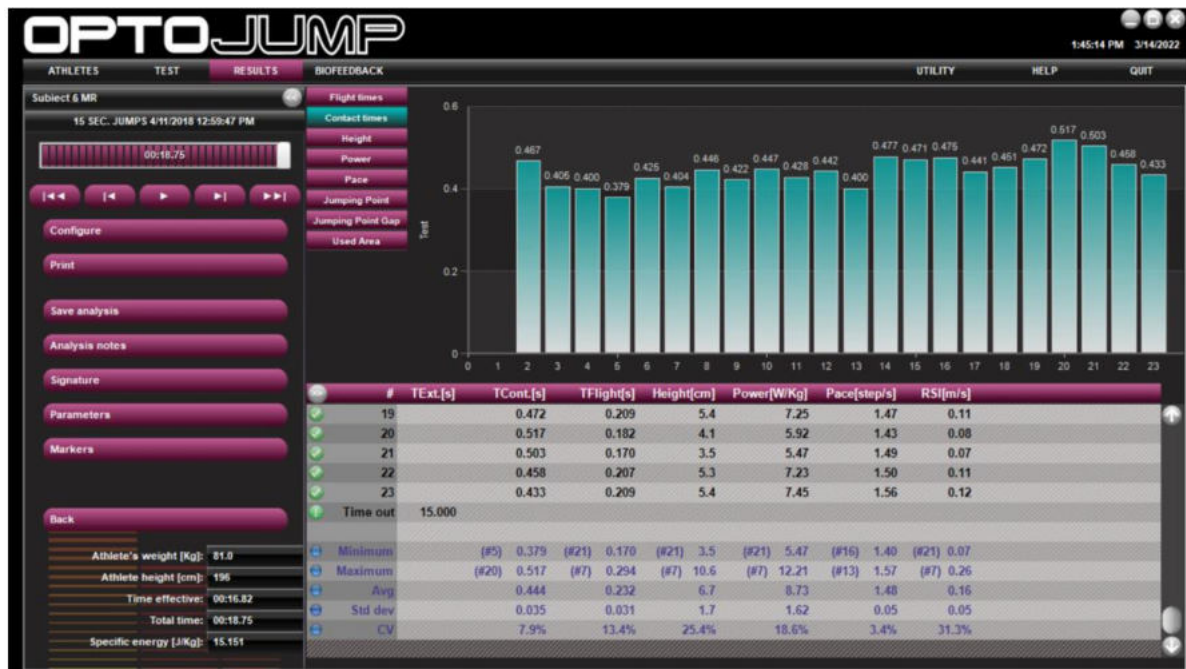 OPTOJUMP
1:45:14 PM 3/14/2022
ATHLETES TEST RESULTS BIOFEEDBACK UTILITY HELP QUIT
Subject 6 MR
15 SEC. JUMPS 4/11/2018 12:59:47 PM
00:18.75
Configure
Print
Save analysis
Analysis notes
Signature
Parameters
Markers
Back
Athlete's weight [Kg]: 81.0
Athlete height [cm]: 196
Time effective: 00:16.82
Total time: 00:18.75
Specific energy [J/Kg]: 15.151
Flight times
Contact times
Height
Power
Pace
Jumping Point
Jumping Point Gap
Used Area
Test
0.6
0.4
0.2
0
0.467 0.405 0.400 0.379 0.425 0.404 0.446 0.422 0.447 0.428 0.442 0.400 0.477 0.471 0.475 0.441 0.451 0.472 0.517 0.503 0.458 0.433
0 1 2 3 4 5 6 7 8 9 10 11 12 13 14 15 16 17 18 19 20 21 22 23
# TExt.[s] TCont.[s] TFlight[s] Height[cm] Power[W/Kg] Pace[step/s] RSI[m/s]
19 0.472 0.209 5.4 7.25 1.47 0.11
20 0.517 0.182 4.1 5.92 1.43 0.08
21 0.503 0.170 3.5 5.47 1.49 0.07
22 0.458 0.207 5.3 7.23 1.50 0.11
23 0.433 0.209 5.4 7.45 1.56 0.12
Time out 15.000
Minimum (#5) 0.379 (#21) 0.170 (#21) 3.5 (#21) 5.47 (#16) 1.40 (#21) 0.07
Maximum (#20) 0.517 (#7) 0.294 (#7) 10.6 (#7) 12.21 (#13) 1.57 (#7) 0.26
Avg 0.444 0.232 6.7 8.73 1.48 0.16
Std dev 0.035 0.031 1.7 1.62 0.05 0.05
CV 7.9% 13.4% 25.4% 18.6% 3.4% 31.3%